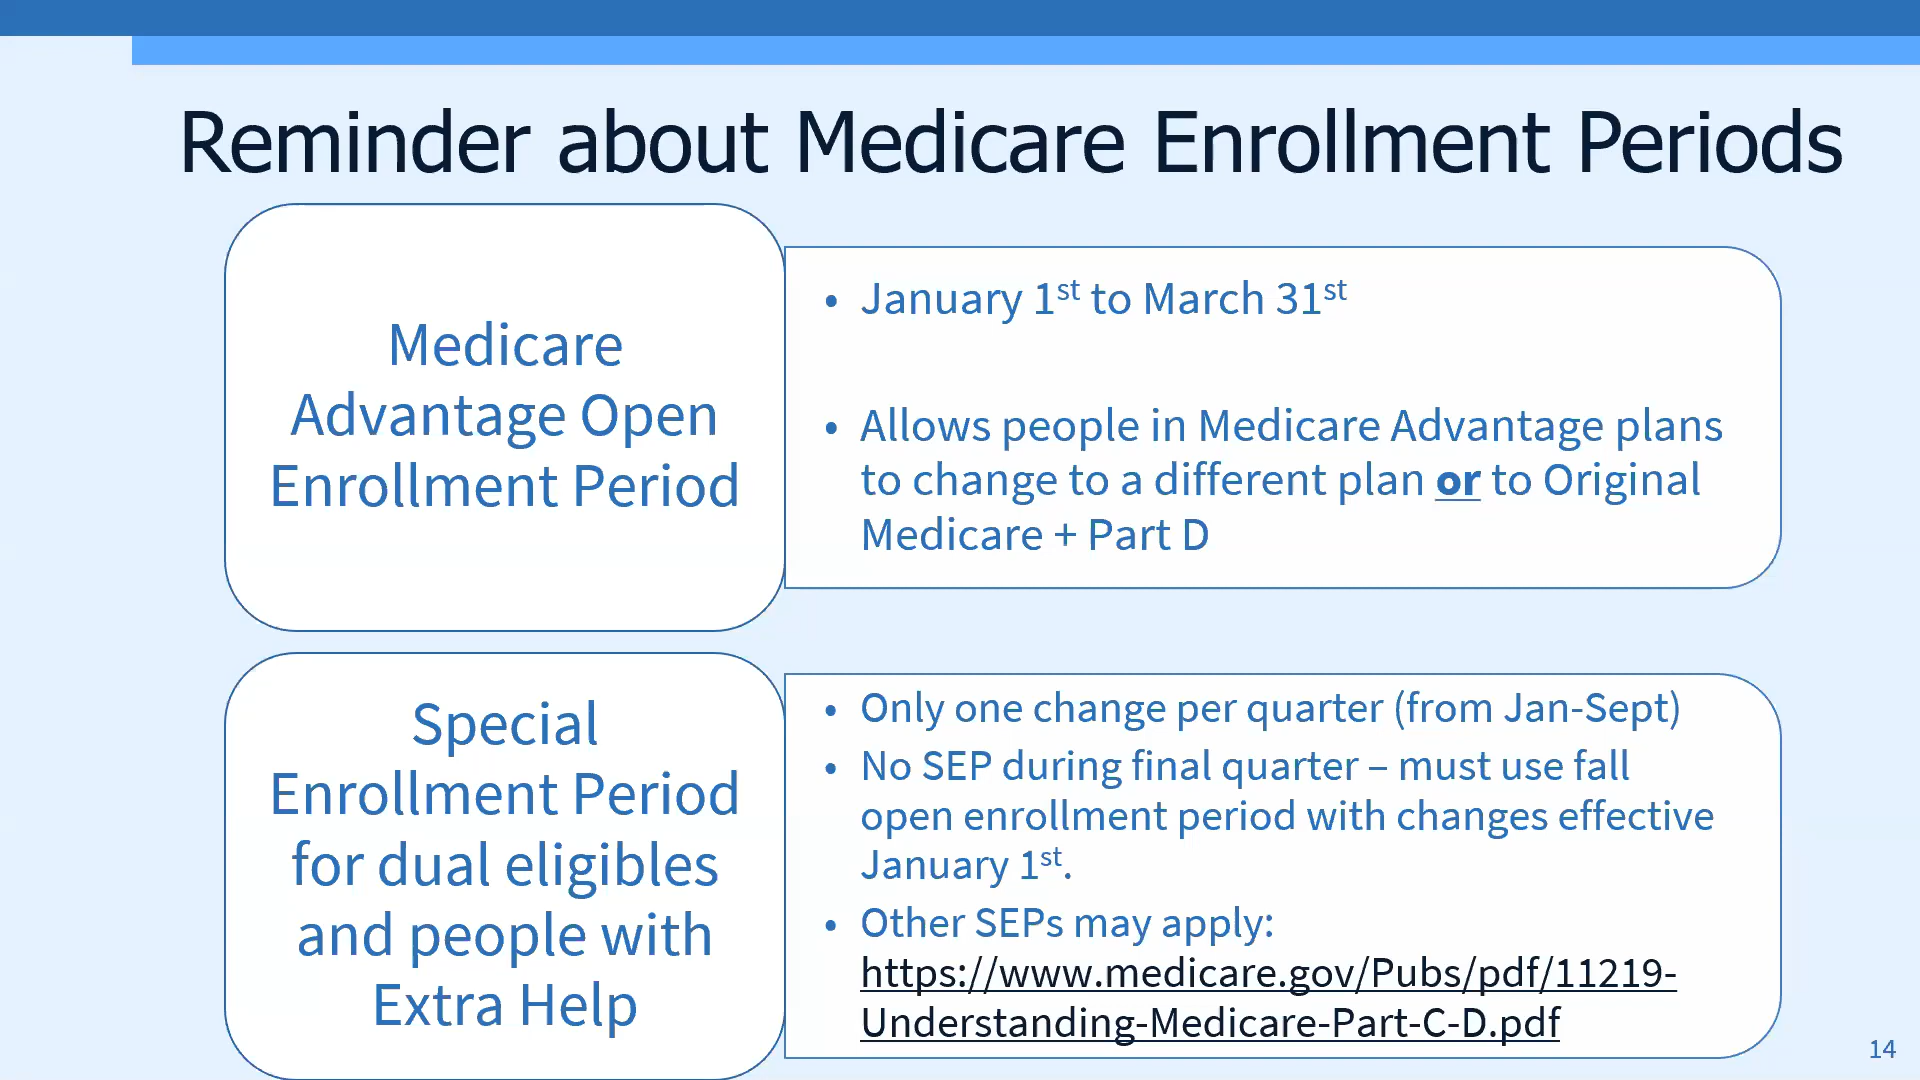 Reminder about Medicare Enrollment Periods
Medicare
Advantage Open
Enrollment Period
• January 1st to March 31st
• Allows people in Medicare Advantage plans
to change to a different plan or to Original
Medicare + Part D
Special
Enrollment Period
for dual eligibles
and people with
Extra Help
• Only one change per quarter (from Jan-Sept)
• No SEP during final quarter – must use fall
open enrollment period with changes effective
January 1st.
• Other SEPs may apply:
https://www.medicare.gov/Pubs/pdf/11219-
Understanding-Medicare-Part-C-D.pdf
14